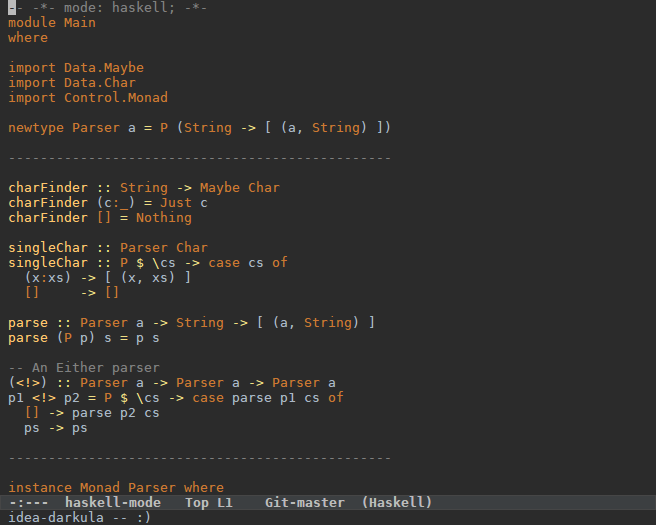 -- -*- mode: haskell; -*-
module Main
where

import Data.Maybe
import Data.Char
import Control.Monad

newtype Parser a = P (String -> [ (a, String) ])

------------------------------------------------

charFinder :: String -> Maybe Char
charFinder (c:_) = Just c
charFinder [] = Nothing

singleChar :: Parser Char
singleChar :: P $ \cs -> case cs of
  (x:xs) -> [ (x, xs) ]
  []     -> []

parse :: Parser a -> String -> [ (a, String) ]
parse (P p) s = p s

-- An Either parser
(<!>) :: Parser a -> Parser a -> Parser a
p1 <!> p2 = P $ \cs -> case parse p1 cs of
  [] -> parse p2 cs
  ps -> ps

------------------------------------------------

instance Monad Parser where
-:---  haskell-mode   Top L1    Git-master  (Haskell)
idea-darkula -- :)